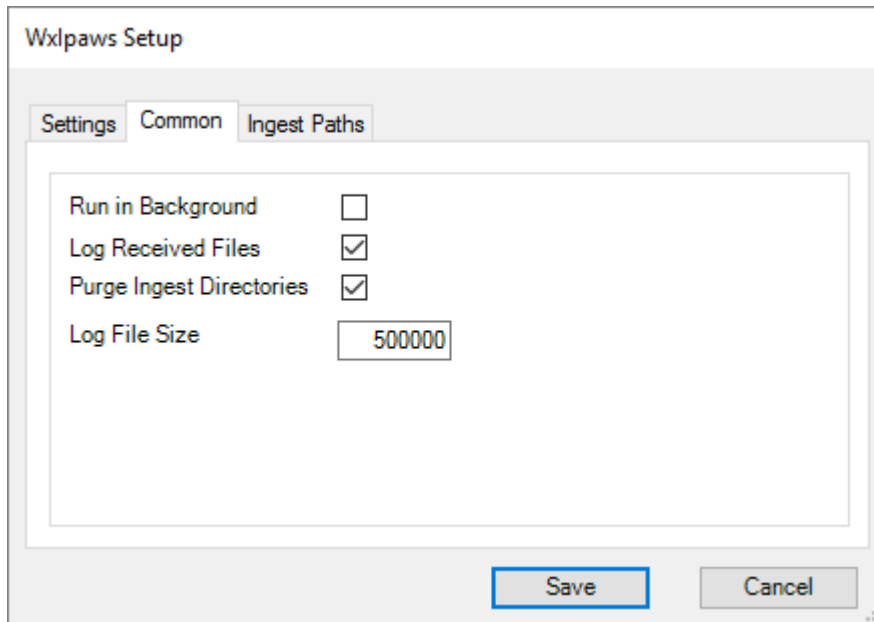 Wxlpaws Setup
Settings Common Ingest Paths
Run in Background
Log Received Files
Purge Ingest Directories
Log File Size 500000
Save Cancel